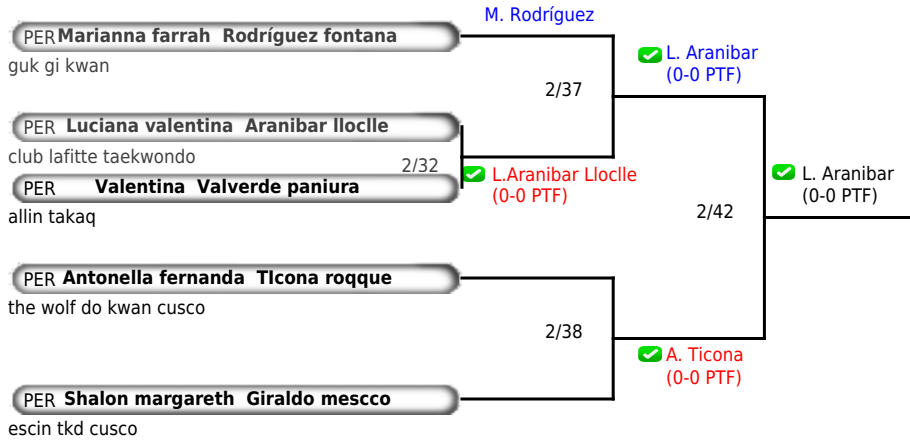 M. Rodríguez
PER Marianna farrah Rodríguez fontana
guk gi kwan
L. Aranibar
(0-0 PTF)
2/37
PER Luciana valentina Aranibar lloclle
club lafitte taekwondo
2/32
L.Aranibar Lloclle
(0-0 PTF)
PER Valentina Valverde paniura
allin takaq
L. Aranibar
(0-0 PTF)
2/42
PER Antonella fernanda TIcona roqque
the wolf do kwan cusco
2/38
A. Ticona
(0-0 PTF)
PER Shalon margareth Giraldo mescco
escin tkd cusco